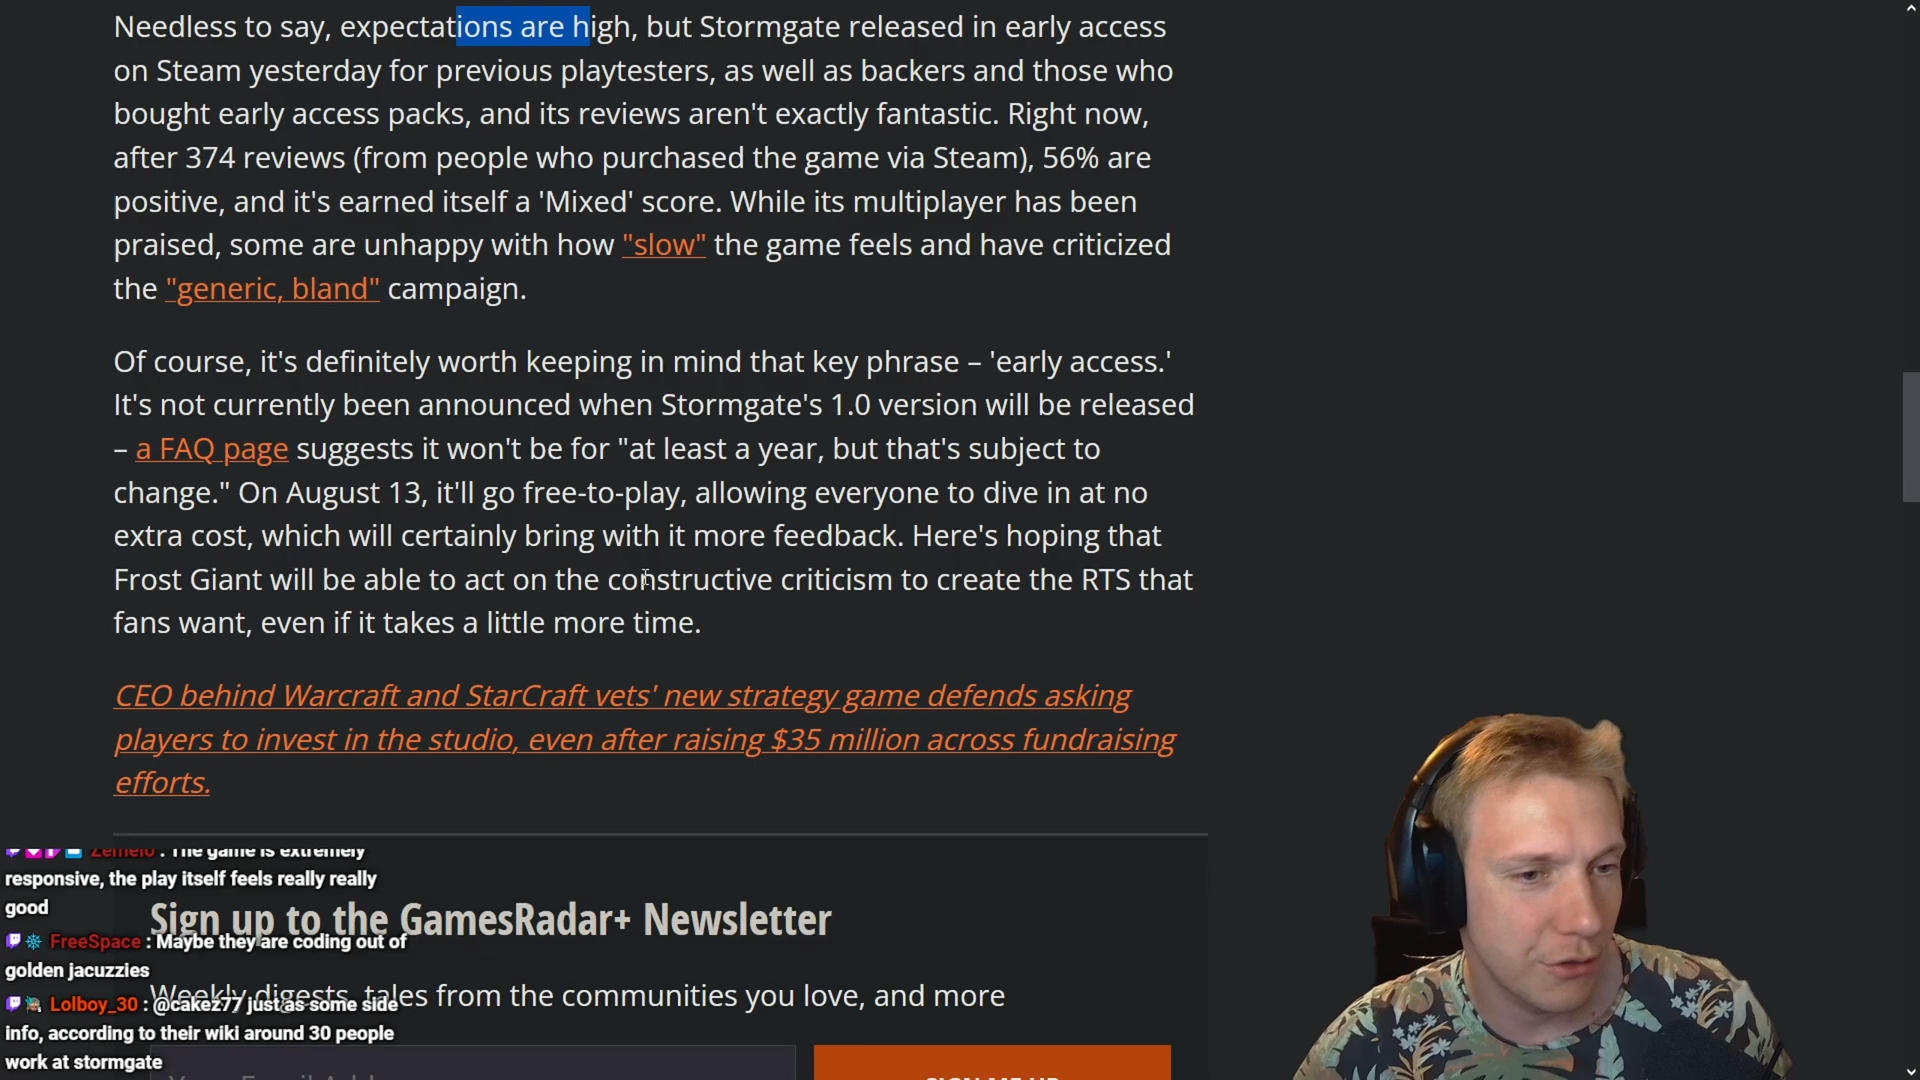 Needless to say, expectations are high, but Stormgate released in early access
on Steam yesterday for previous playtesters, as well as backers and those who
bought early access packs, and its reviews aren't exactly fantastic. Right now,
after 374 reviews (from people who purchased the game via Steam), 56% are
positive, and it's earned itself a 'Mixed' score. While its multiplayer has been
praised, some are unhappy with how "slow" the game feels and have criticized
the "generic, bland" campaign.
Of course, it's definitely worth keeping in mind that key phrase – 'early access.'
It's not currently been announced when Stormgate's 1.0 version will be released
– a FAQ page suggests it won't be for "at least a year, but that's subject to
change." On August 13, it'll go free-to-play, allowing everyone to dive in at no
extra cost, which will certainly bring with it more feedback. Here's hoping that
Frost Giant will be able to act on the constructive criticism to create the RTS that
fans want, even if it takes a little more time.
CEO behind Warcraft and StarCraft vets' new strategy game defends asking
players to invest in the studio, even after raising $35 million across fundraising
efforts.
Zemelo : The game is extremely
responsive, the play itself feels really really
good
Sign up to the GamesRadar+ Newsletter
FreeSpace : Maybe they are coding out of
golden jacuzzies
Weekly digests, tales from the communities you love, and more
Lolboy_30 : @cakez77 just as some side
info, according to their wiki around 30 people
work at stormgate
SIGN ME UP